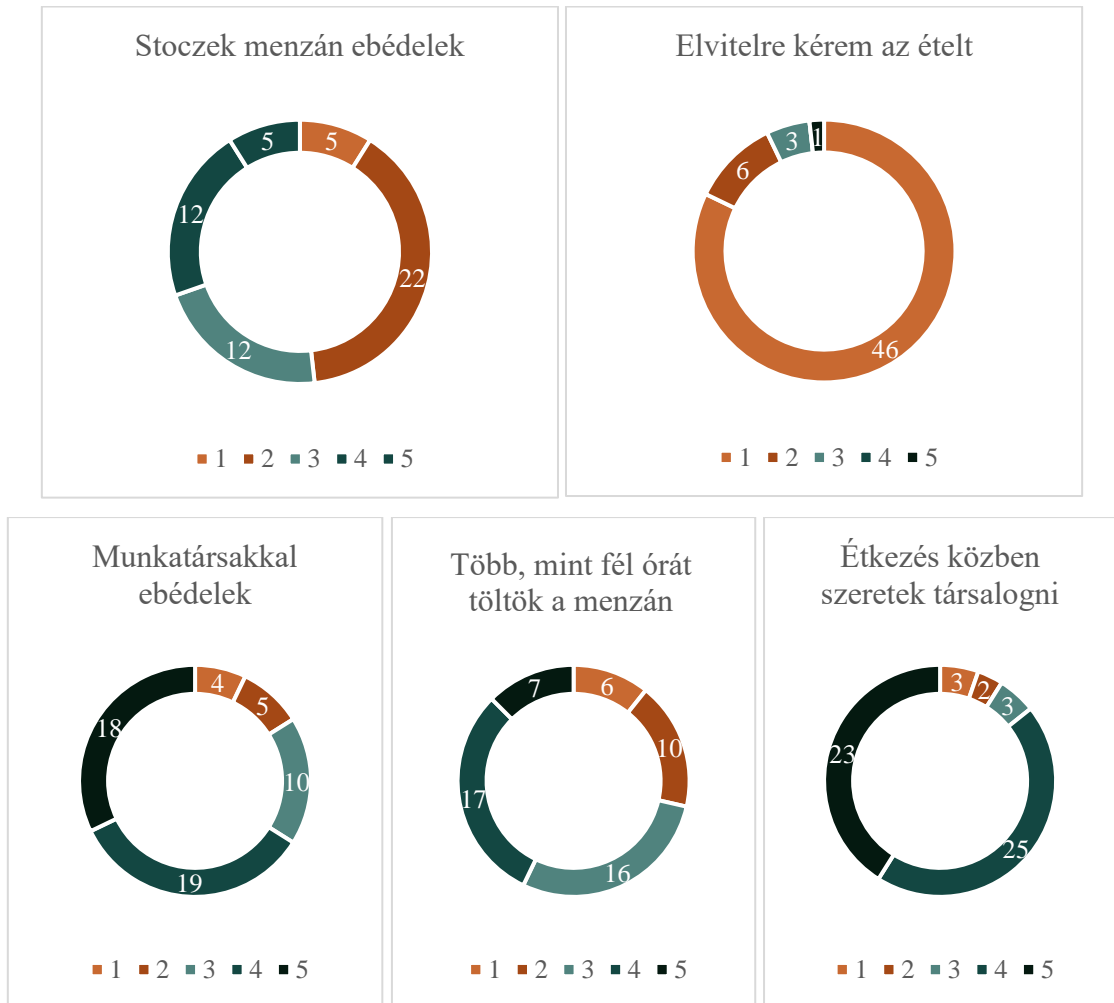 Stoczek menzán ebédelek
5
5
12
22
12
1 2 3 4 5
Elvitelre kérem az ételt
1
3
6
46
1 2 3 4 5
Munkatársakkal
ebédelek
4
5
18
10
19
1 2 3 4 5
Több, mint fél órát
töltök a menzán
7
6
10
17
16
1 2 3 4 5
Étkezés közben
szeretek társalogni
3
2
3
23
25
1 2 3 4 5